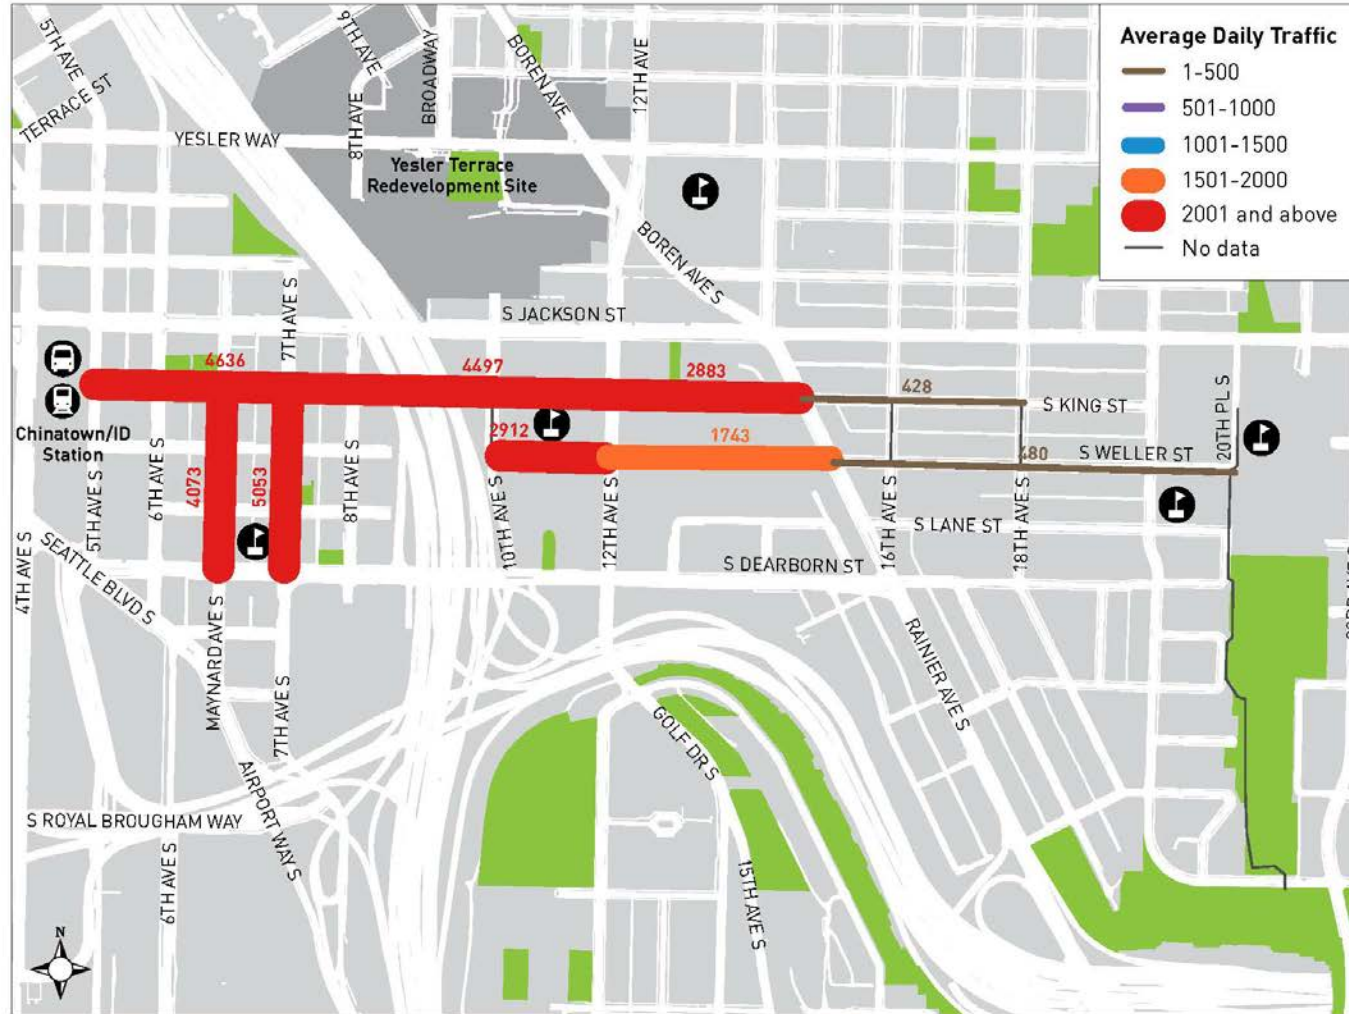 Average Daily Traffic
1-500
501-1000
1001-1500
1501-2000
2001 and above
No data
5TH AVE
9TH AVE
BROADWAY
BOREN AVE
12TH AVE
TERRACE ST
YESLER WAY
8TH AVE
Yesler Terrace
Redevelopment Site
BOREN AVE S
7TH AVE S
S JACKSON ST
4636
4497
2883
428
S KING ST
20TH PL S
Chinatown/ID
Station
2912
1743
480
S WELLER ST
4073
5053
5TH AVE S
6TH AVE S
8TH AVE S
10TH AVE S
12TH AVE S
16TH AVE S
18TH AVE S
S LANE ST
4TH AVE S
SEATTLE BLVD S
S DEARBORN ST
MAYNARD AVE S
7TH AVE S
RAINIER AVE S
GOLF DR S
AIRPORT WAY S
S ROYAL BROUGHAM WAY
6TH AVE S
15TH AVE S
N